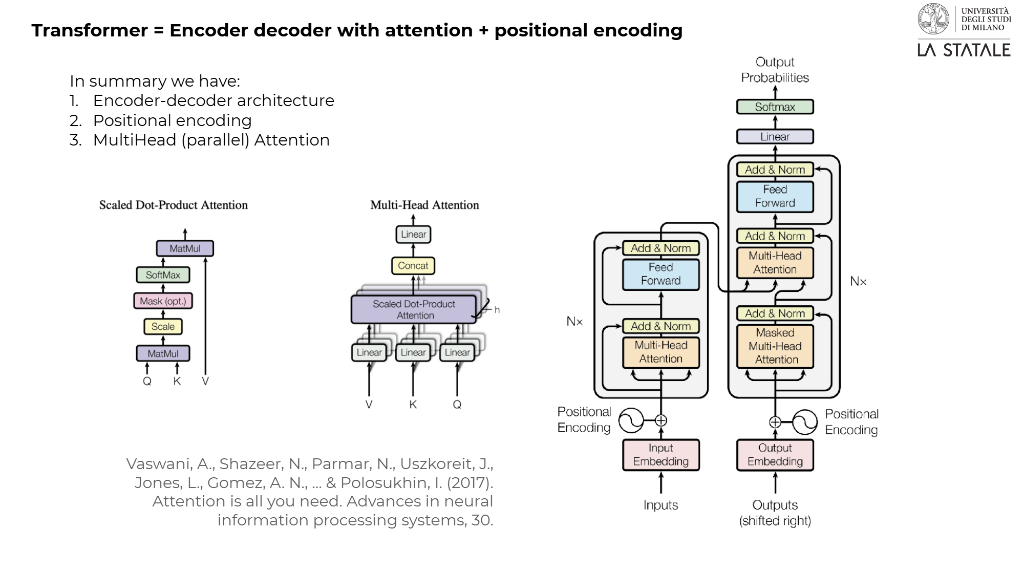 Transformer = Encoder decoder with attention + positional encoding
UNIVERSITÀ
DEGLI STUDI
DI MILANO
LA STATALE
In summary we have:
1. Encoder-decoder architecture
2. Positional encoding
3. MultiHead (parallel) Attention
Scaled Dot-Product Attention
MatMul
SoftMax
Mask (opt.)
Scale
MatMul
Q K V
Multi-Head Attention
Linear
Concat
Scaled Dot-Product
Attention
h
Linear Linear Linear
V K Q
Output
Probabilities
Softmax
Linear
Add & Norm
Feed
Forward
Add & Norm
Multi-Head
Attention
Nx
Add & Norm
Masked
Multi-Head
Attention
Add & Norm
Feed
Forward
Nx
Add & Norm
Multi-Head
Attention
Positional
Encoding
Positional
Encoding
Input
Embedding
Output
Embedding
Inputs
Outputs
(shifted right)
Vaswani, A., Shazeer, N., Parmar, N., Uszkoreit, J.,
Jones, L., Gomez, A. N., ... & Polosukhin, I. (2017).
Attention is all you need. Advances in neural
information processing systems, 30.